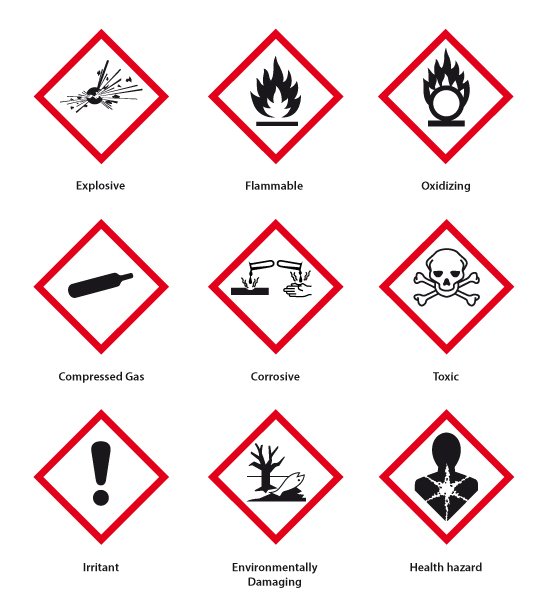 Explosive
Flammable
Oxidizing
Compressed Gas
Corrosive
Toxic
Irritant
Environmentally
Damaging
Health hazard